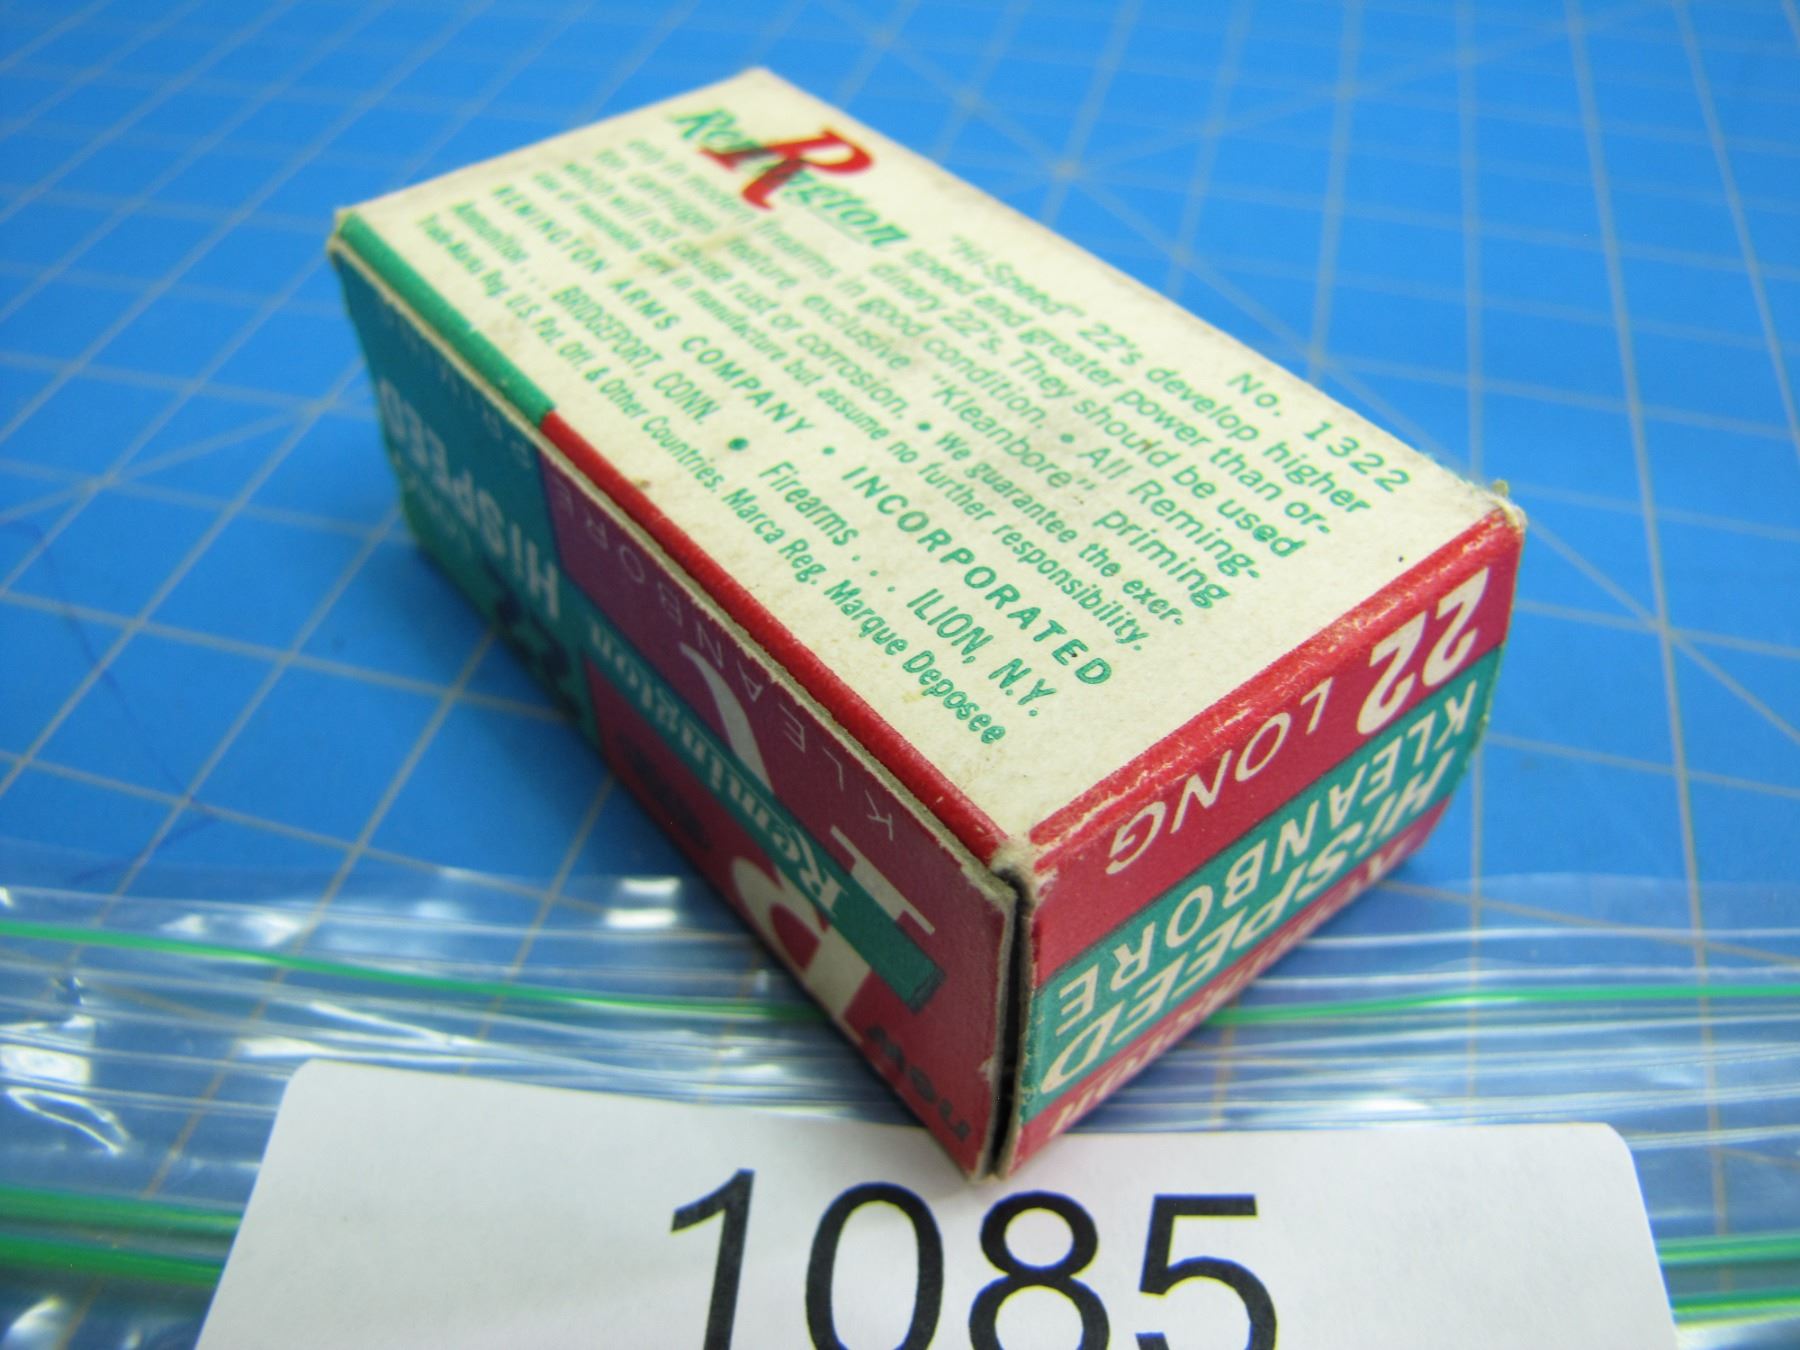 No. 1322
"Hi-Speed" 22's develop higher
Remington speed and greater power than or-
R
dinary 22's. They should be used
only in modern firearms in good condition. • All Reming-
ton cartridges feature exclusive "Kleanbore" priming
which will not cause rust or corrosion. • We guarantee the exer-
cise of reasonable care in manufacture but assume no further responsibility.
REMINGTON ARMS COMPANY • INCORPORATED
Ammunition . . . BRIDGEPORT, CONN. • Firearms . . . ILION, N.Y.
Trade Marks Reg. U.S. Pat. Off. & Other Countries. Marca Reg. Marque Deposee
22 LONG
KLEANBORE
HiSPEED
KLEANBORE
PRIM
HiSPEED
Remington
22
new
1085